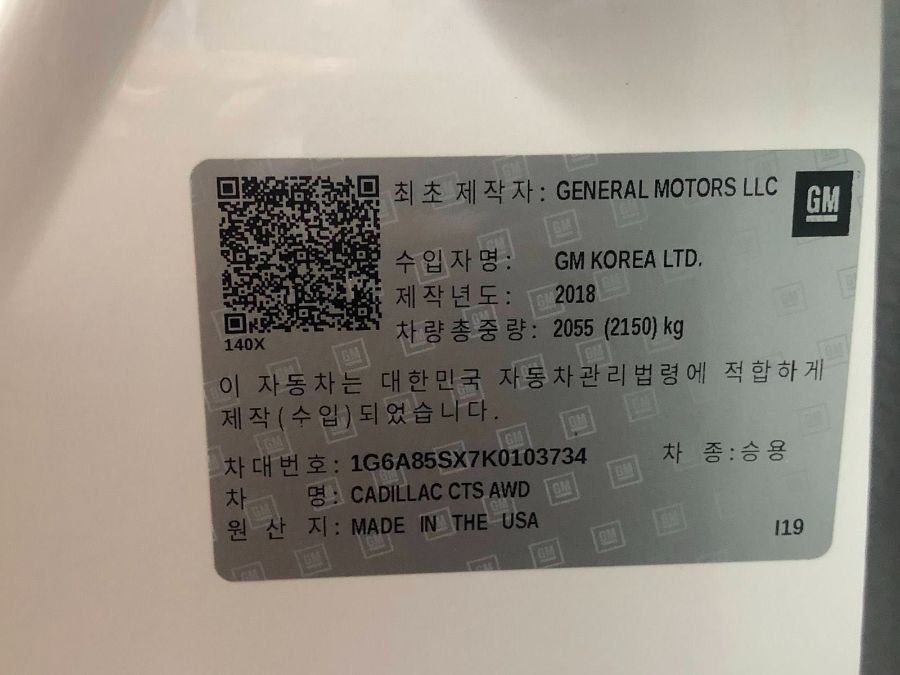 최초 제작자: GENERAL MOTORS LLC
GM
수입자명: GM KOREA LTD.
제작년도: 2018
차량총중량: 2055 (2150) kg
140X
이 자동차는 대한민국 자동차관리법령에 적합하게
제작(수입)되었습니다.
차대번호: 1G6A85SX7K0103734 차 종:승용
차 명: CADILLAC CTS AWD
원 산 지: MADE IN THE USA
I19